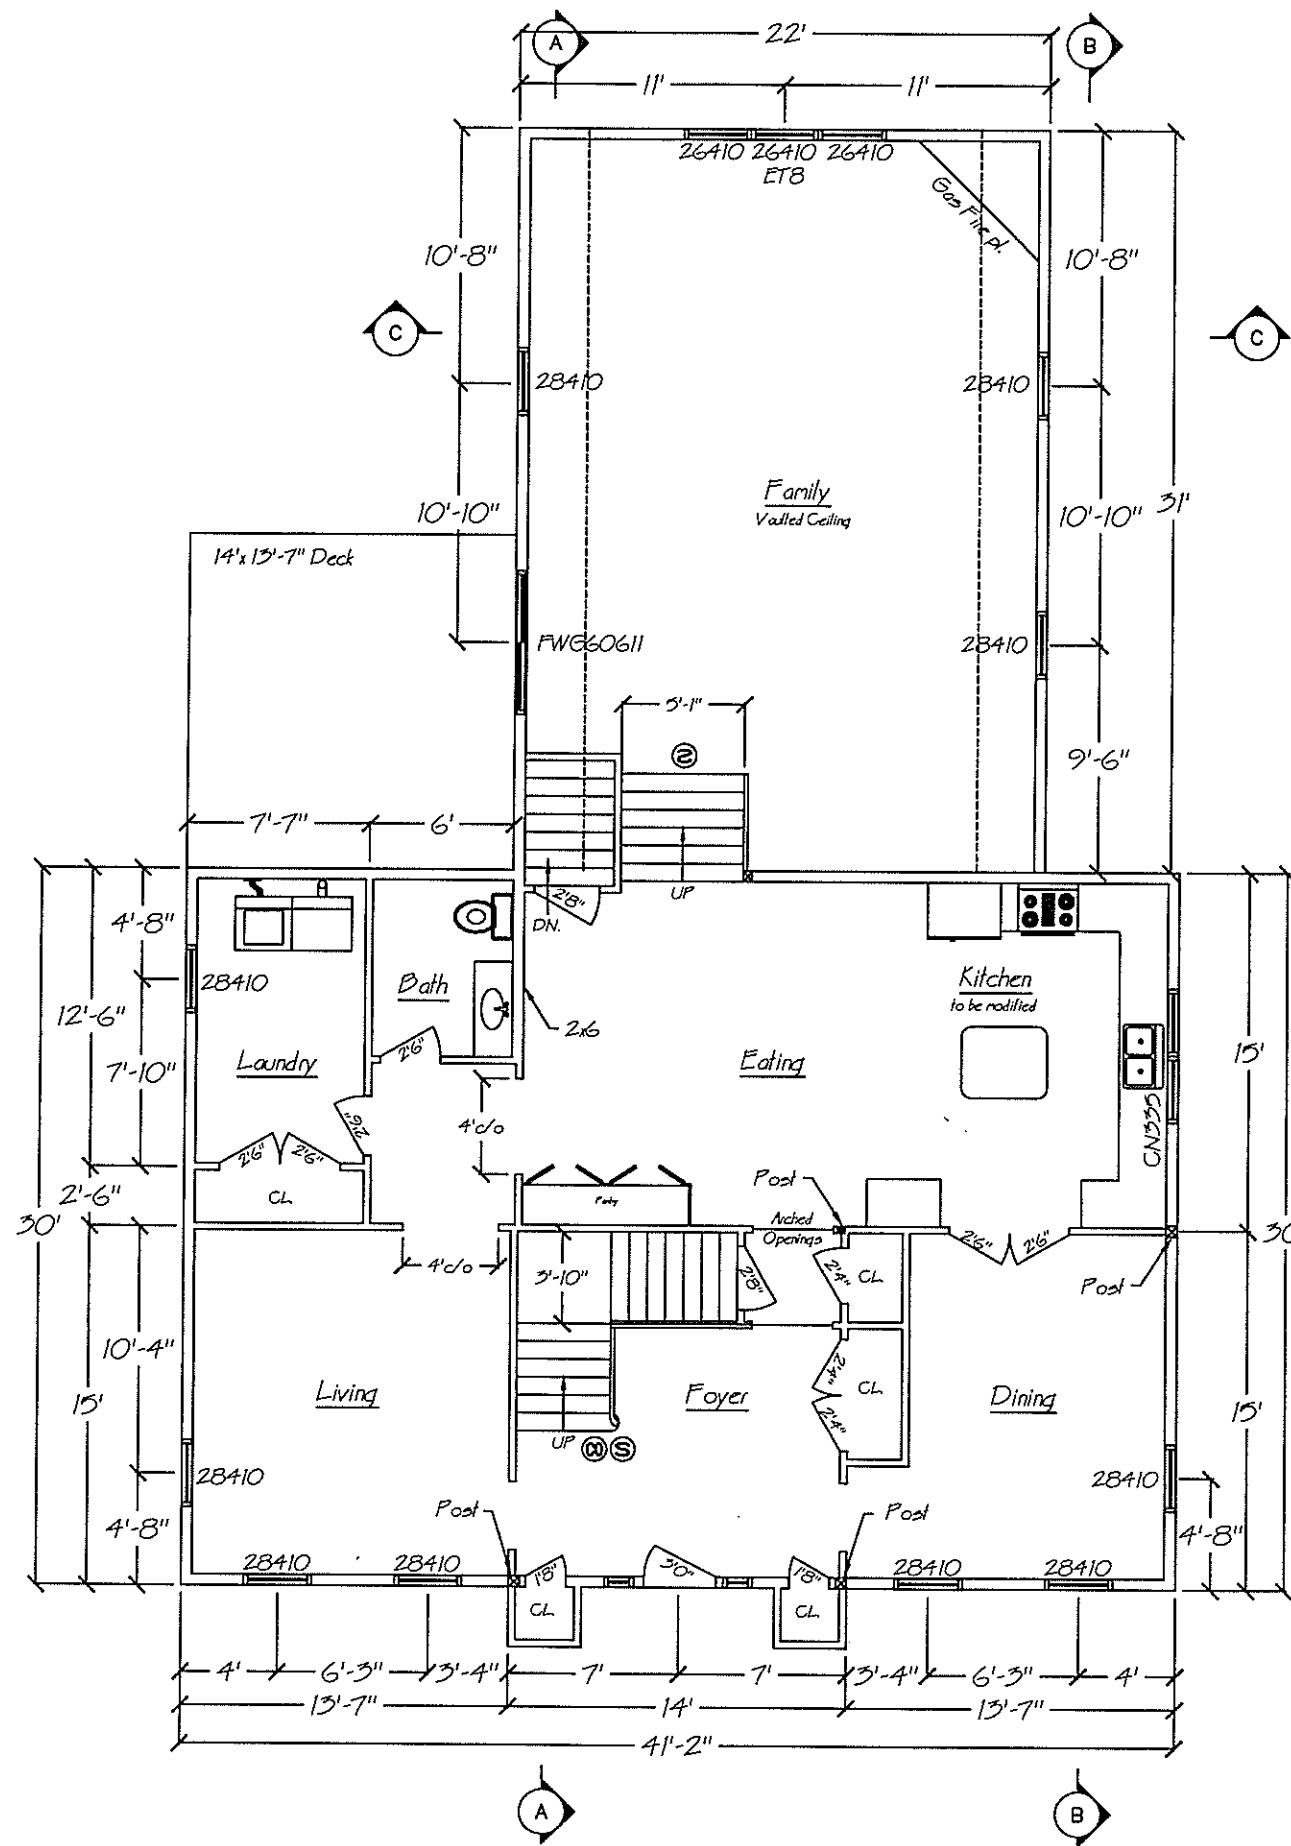 22'
A
B
11'
11'
26410 26410 26410
ET8
Gas Fire pl.
10'-8"
10'-8"
C
C
28410
28410
Family
Vaulted Ceiling
10'-10"
10'-10"
31'
14'x 13'-7" Deck
FWG60611
28410
3'-1"
S
9'-6"
7'-7"
6'
UP
2'8"
DN.
4'-8"
28410
Bath
Kitchen
to be modified
12'-6"
2x6
7'-10"
Laundry
2'6"
Eating
15'
4'c/o
2'6"
CN335
2'6"
2'6"
2'-6"
CL
Post
Arched
Openings
30'
30'
4'c/o
3'-10"
2'8"
2'4"
CL
2'6"
2'6"
Post
10'-4"
15'
Living
Foyer
2'4"
CL
2'4"
Dining
15'
UP
S
28410
28410
4'-8"
Post
Post
4'-8"
28410
28410
1'8"
3'0"
1'8"
28410
28410
CL
CL
4'
6'-3"
3'-4"
7'
7'
3'-4"
6'-3"
4'
13'-7"
14'
13'-7"
41'-2"
A
B